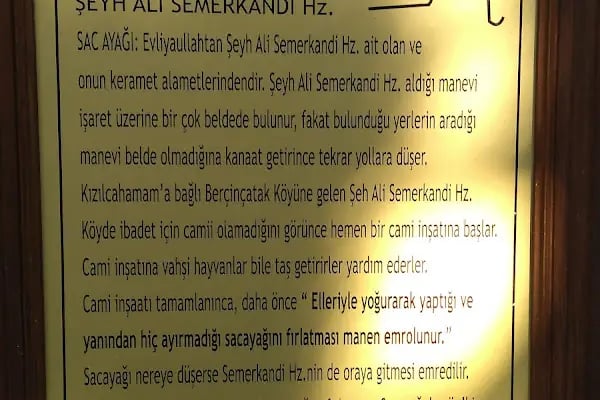 ŞEYH ALİ SEMERKANDİ Hz.
SAC AYAĞI: Evliyaullahtan Şeyh Ali Semerkandi Hz. ait olan ve
onun keramet alametlerindendir. Şeyh Ali Semerkandi Hz. aldığı manevi
işaret üzerine bir çok beldede bulunur, fakat bulunduğu yerlerin aradığı
manevi belde olmadığına kanaat getirince tekrar yollara düşer.
Kızılcahamam'a bağlı Berçinçatak Köyüne gelen Şeh Ali Semerkandi Hz.
Köyde ibadet için camii olamadığını görünce hemen bir cami inşatına başlar.
Cami inşatına vahşi hayvanlar bile taş getirirler yardım ederler.
Cami inşaatı tamamlanınca, daha önce “ Elleriyle yoğurarak yaptığı ve
yanından hiç ayırmadığı sacayağını fırlatması manen emrolunur.”
Sacayağı nereye düşerse Semerkandi Hz.nin de oraya gitmesi emredilir.